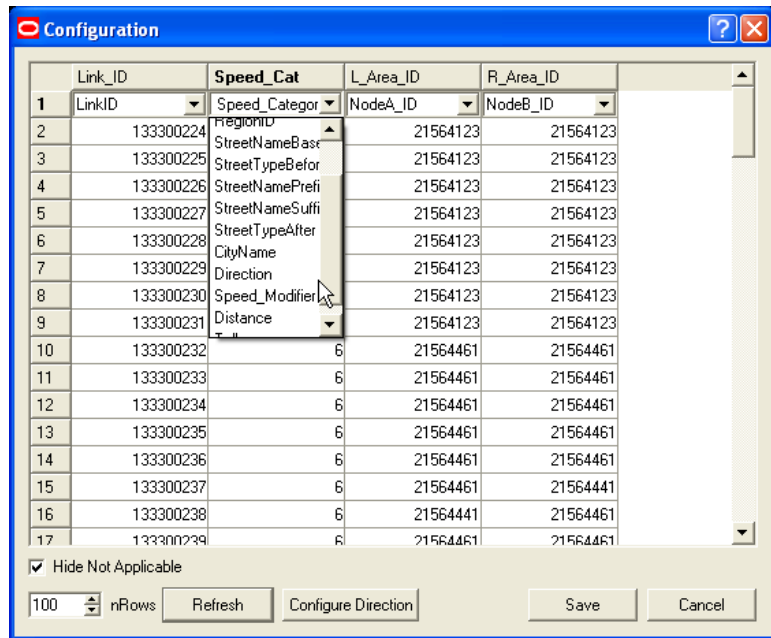 Configuration
Link_ID Speed_Cat L_Area_ID R_Area_ID
1 LinkID Speed_Categor NodeA_ID NodeB_ID
2 133300224 RegionID 21564123 21564123
3 133300225 StreetNameBase 21564123 21564123
StreetTypeBefor
4 133300226 StreetNamePrefi 21564123 21564123
5 133300227 StreetNameSuffi 21564123 21564123
6 133300228 StreetTypeAfter 21564123 21564123
CityName
7 133300229 Direction 21564123 21564123
8 133300230 Speed_Modifier 21564123 21564123
9 133300231 Distance 21564123 21564123
10 133300232 6 21564461 21564461
11 133300233 6 21564461 21564461
12 133300234 6 21564461 21564461
13 133300235 6 21564461 21564461
14 133300236 6 21564461 21564461
15 133300237 6 21564461 21564441
16 133300238 6 21564441 21564461
17 133300239 6 21564461 21564461
Hide Not Applicable
100 nRows Refresh Configure Direction Save Cancel